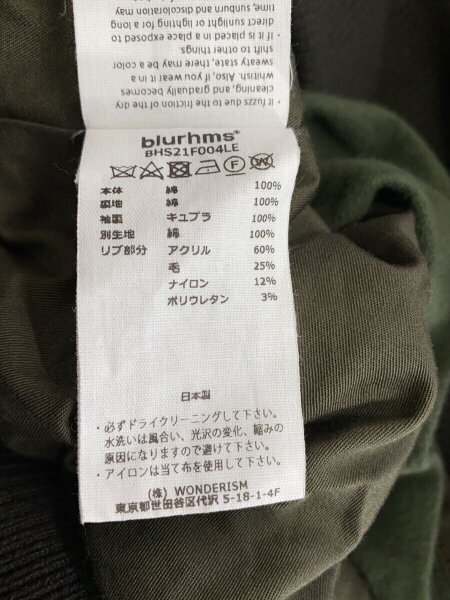 ・ It fuzzs due to the friction of the dry
cleaning, and gradually becomes
Whitish. Also, if you wear it in a
sweaty state, there may be a color
shift to other things.
・ If it is placed in a place exposed to
direct sunlight or lighting for a long
time, sunburn and discoloration may
blurhms
BHS21F004LE
本体 綿 100%
裏地 綿 100%
袖裏 キュプラ 100%
別生地 綿 100%
リブ部分 アクリル 60%
毛 25%
ナイロン 12%
ポリウレタン 3%
日本製
・必ずドライクリーニングして下さい。
水洗いは風合い、光沢の変化、縮みの
原因になりますので避けて下さい。
・アイロンは当て布を使用して下さい。
(株) WONDERISM
東京都世田谷区代沢 5-18-1-4F